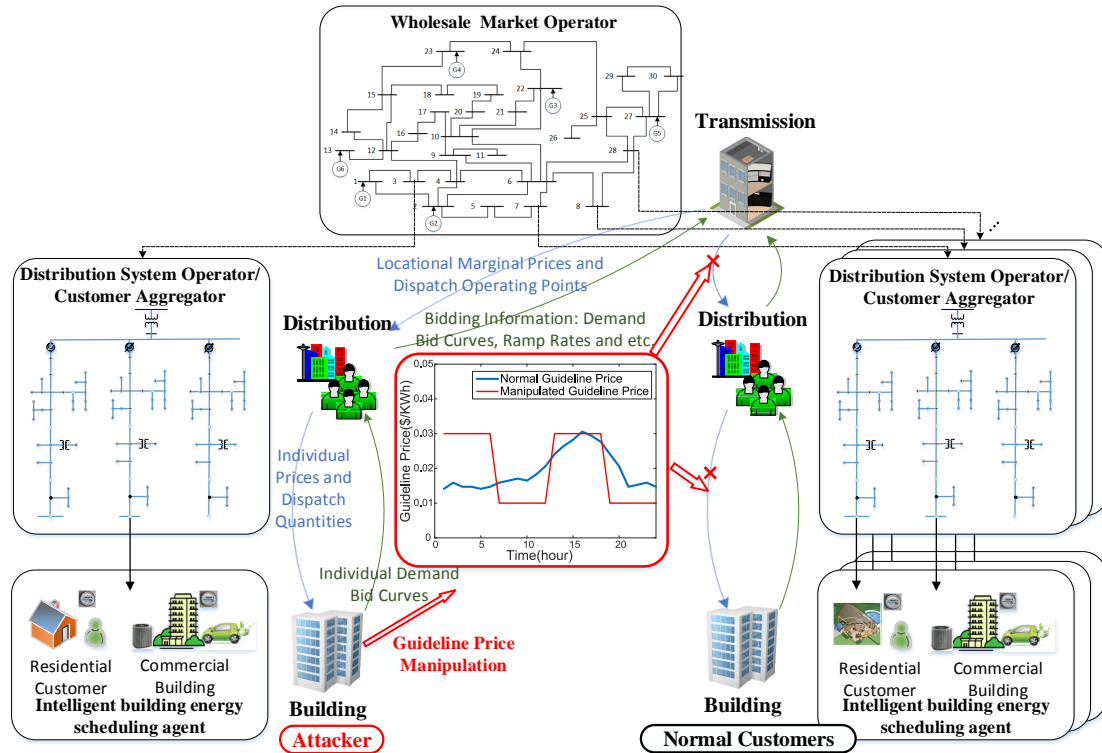 Wholesale Market Operator
23
24
G4
29
30
15
18
19
22
G3
17
20
21
25
27
G5
14
16
10
26
13
12
9
11
28
G6
1
3
4
6
G1
2
5
7
8
G2
Transmission
...
Distribution System Operator/
Customer Aggregator
Locational Marginal Prices and
Dispatch Operating Points
Distribution
Bidding Information: Demand
Bid Curves, Ramp Rates and etc.
Distribution
Distribution System Operator/
Customer Aggregator
0.05
0.04
0.03
0.02
0.01
0
Guideline Price($/KWh)
Normal Guideline Price
Manipulated Guideline Price
0
5
10
15
20
Time(hour)
Individual
Prices and
Dispatch
Quantities
Individual Demand
Bid Curves
Guideline Price
Manipulation
Residential
Customer
Commercial
Building
Intelligent building energy
scheduling agent
Building
Attacker
Building
Normal Customers
Residential
Customer
Commercial
Building
Intelligent building energy
scheduling agent